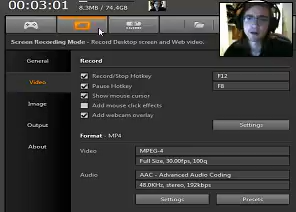 00:03:01
8.3MB / 74.4GB
Screen Recording Mode - Record Desktop screen and Web video.
General
Video
Image
Output
About
Record
Record/Stop Hotkey F12
Pause Hotkey F8
Show mouse cursor
Add mouse click effects
Add webcam overlay
Settings
Format - MP4
Video MPEG-4
Full Size, 30.00fps, 100q
Audio AAC - Advanced Audio Coding
48.0KHz, stereo, 192kbps
Settings Presets